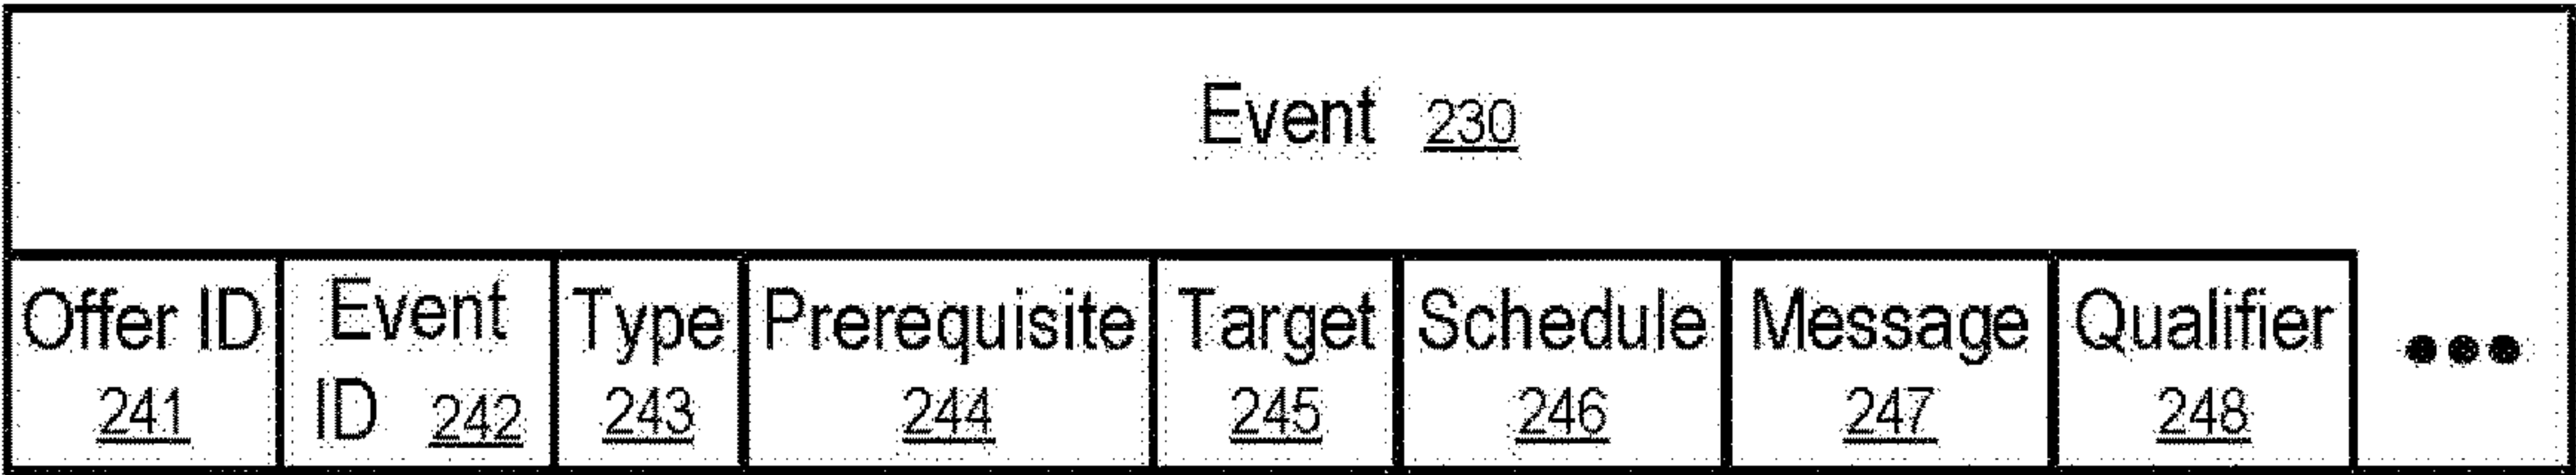 Event 230
Offer ID Event Type Prerequisite Target Schedule Message Qualifier •••
241 ID 242 243 244 245 246 247 248